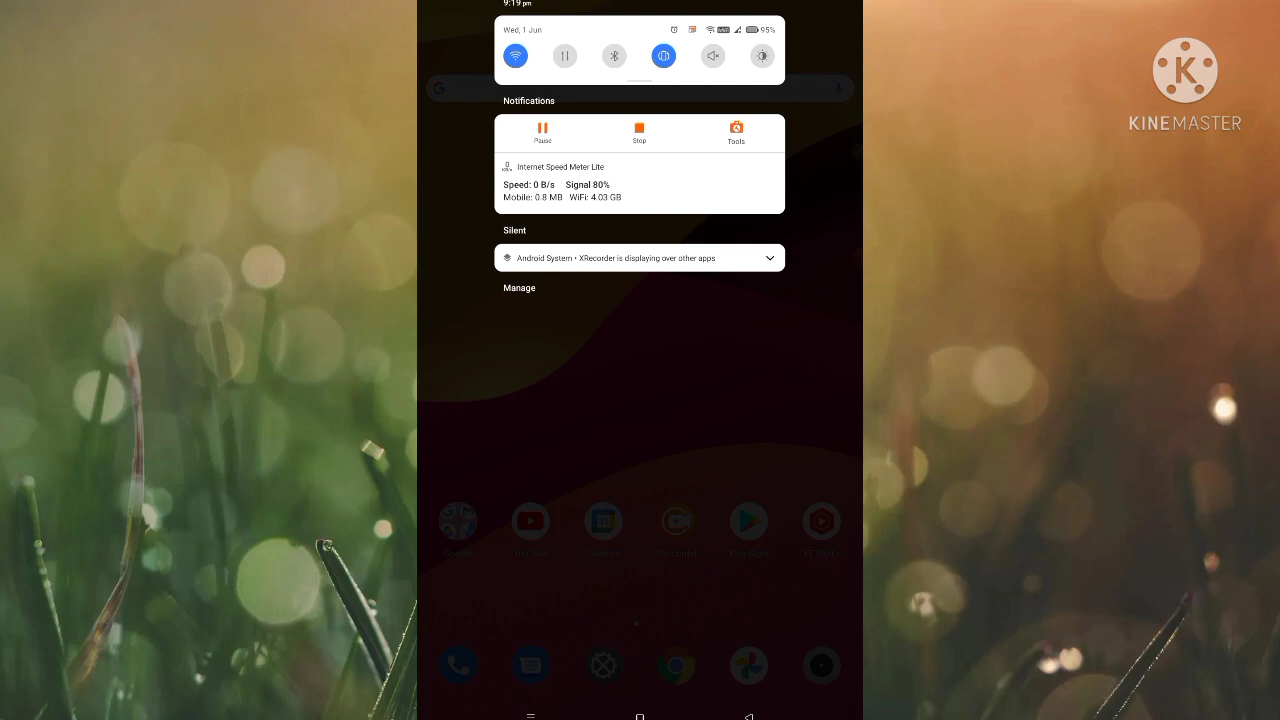 9:19 pm
Wed, 1 Jun
95%
KINEMASTER
Notifications
Pause
Stop
Tools
Internet Speed Meter Lite
Speed: 0 B/s Signal 80%
Mobile: 0.8 MB WiFi: 4.03 GB
Silent
Android System • XRecorder is displaying over other apps
Manage
Google
YouTube
Calendar
XRecorder
Play Store
YT Studio